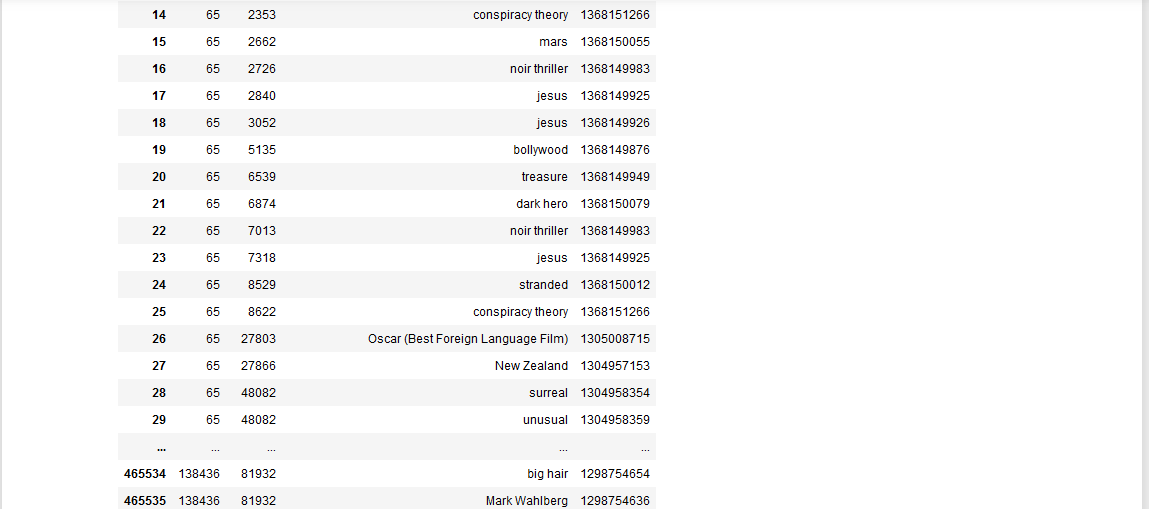 14 65 2353 conspiracy theory 1368151266
15 65 2662 mars 1368150055
16 65 2726 noir thriller 1368149983
17 65 2840 jesus 1368149925
18 65 3052 jesus 1368149926
19 65 5135 bollywood 1368149876
20 65 6539 treasure 1368149949
21 65 6874 dark hero 1368150079
22 65 7013 noir thriller 1368149983
23 65 7318 jesus 1368149925
24 65 8529 stranded 1368150012
25 65 8622 conspiracy theory 1368151266
26 65 27803 Oscar (Best Foreign Language Film) 1305008715
27 65 27866 New Zealand 1304957153
28 65 48082 surreal 1304958354
29 65 48082 unusual 1304958359
... ... ... ... ...
465534 138436 81932 big hair 1298754654
465535 138436 81932 Mark Wahlberg 1298754636